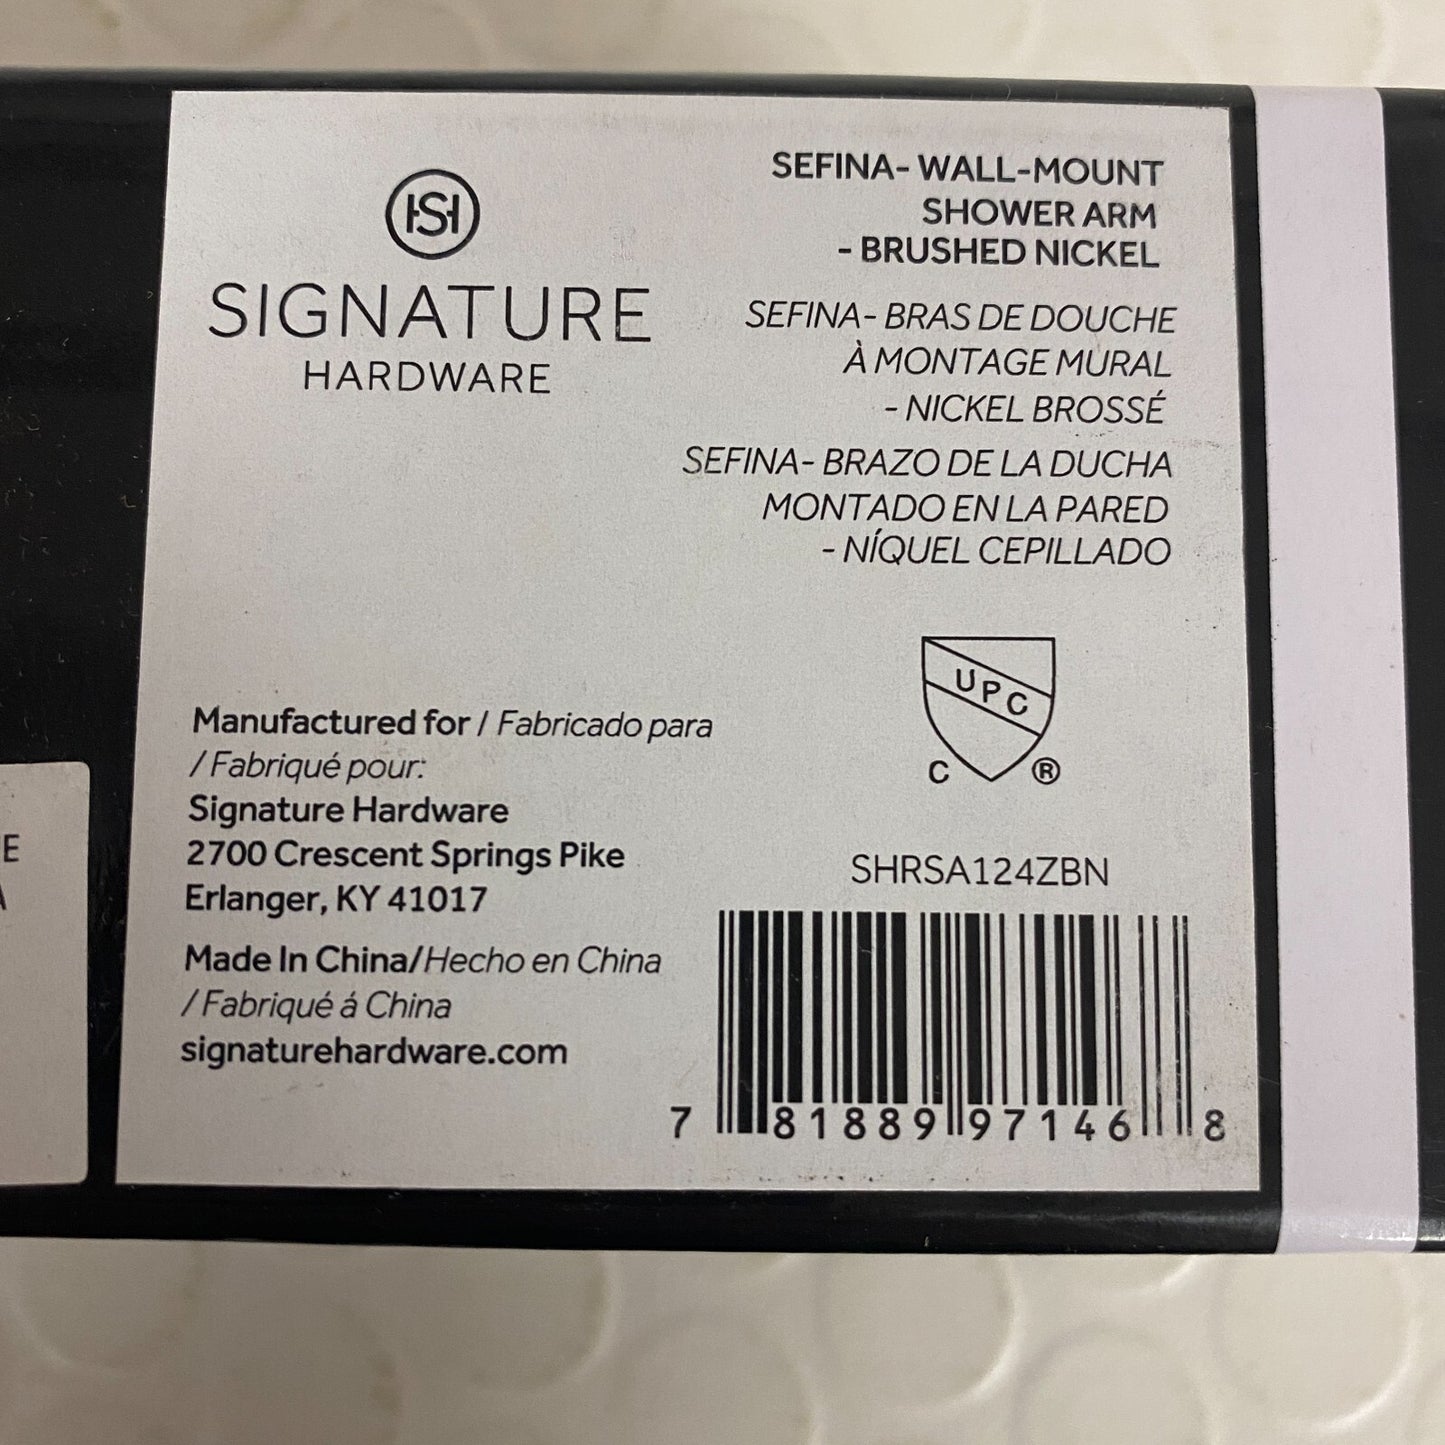 HSH
SIGNATURE
HARDWARE
SEFINA- WALL-MOUNT
SHOWER ARM
- BRUSHED NICKEL
SEFINA- BRAS DE DOUCHE
À MONTAGE MURAL
- NICKEL BROSSÉ
SEFINA- BRAZO DE LA DUCHA
MONTADO EN LA PARED
- NÍQUEL CEPILLADO
Manufactured for / Fabricado para
/ Fabriqué pour:
Signature Hardware
2700 Crescent Springs Pike
Erlanger, KY 41017
Made In China/Hecho en China
/ Fabriqué á China
signaturehardware.com
UPC
C ®
SHRSA124ZBN
7 81889 97146 8
E
A